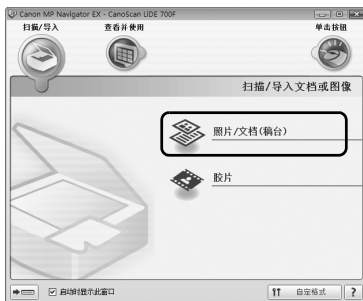 Canon MP Navigator EX - CanoScan LiDE 700F
扫描/导入 查看并使用 单击按钮
扫描/导入文档或图像
照片/文档(稿台)
胶片
启动时显示此窗口 自定格式 ?